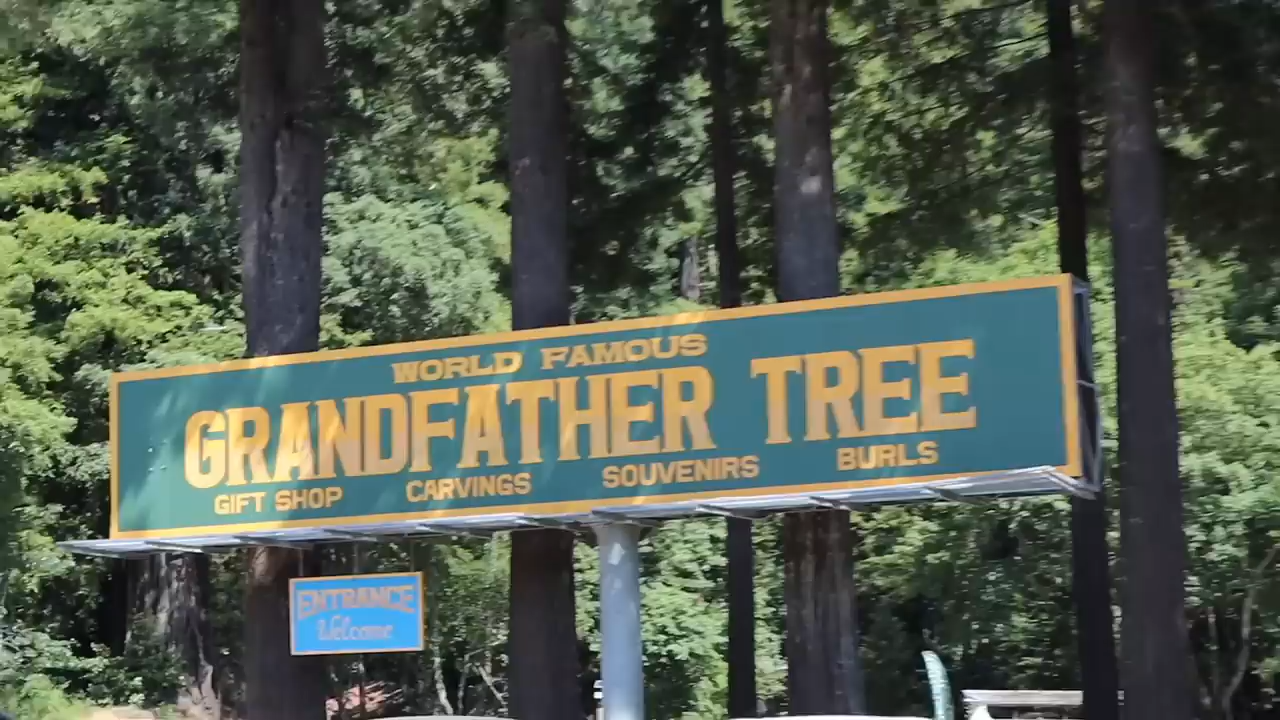 WORLD FAMOUS
GRANDFATHER TREE
GIFT SHOP CARVINGS SOUVENIRS BURLS
ENTRANCE
Welcome